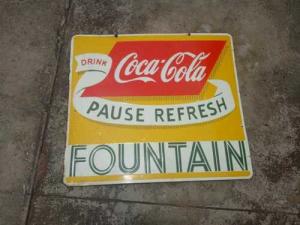 DRINK
Coca-Cola
PAUSE REFRESH
FOUNTAIN